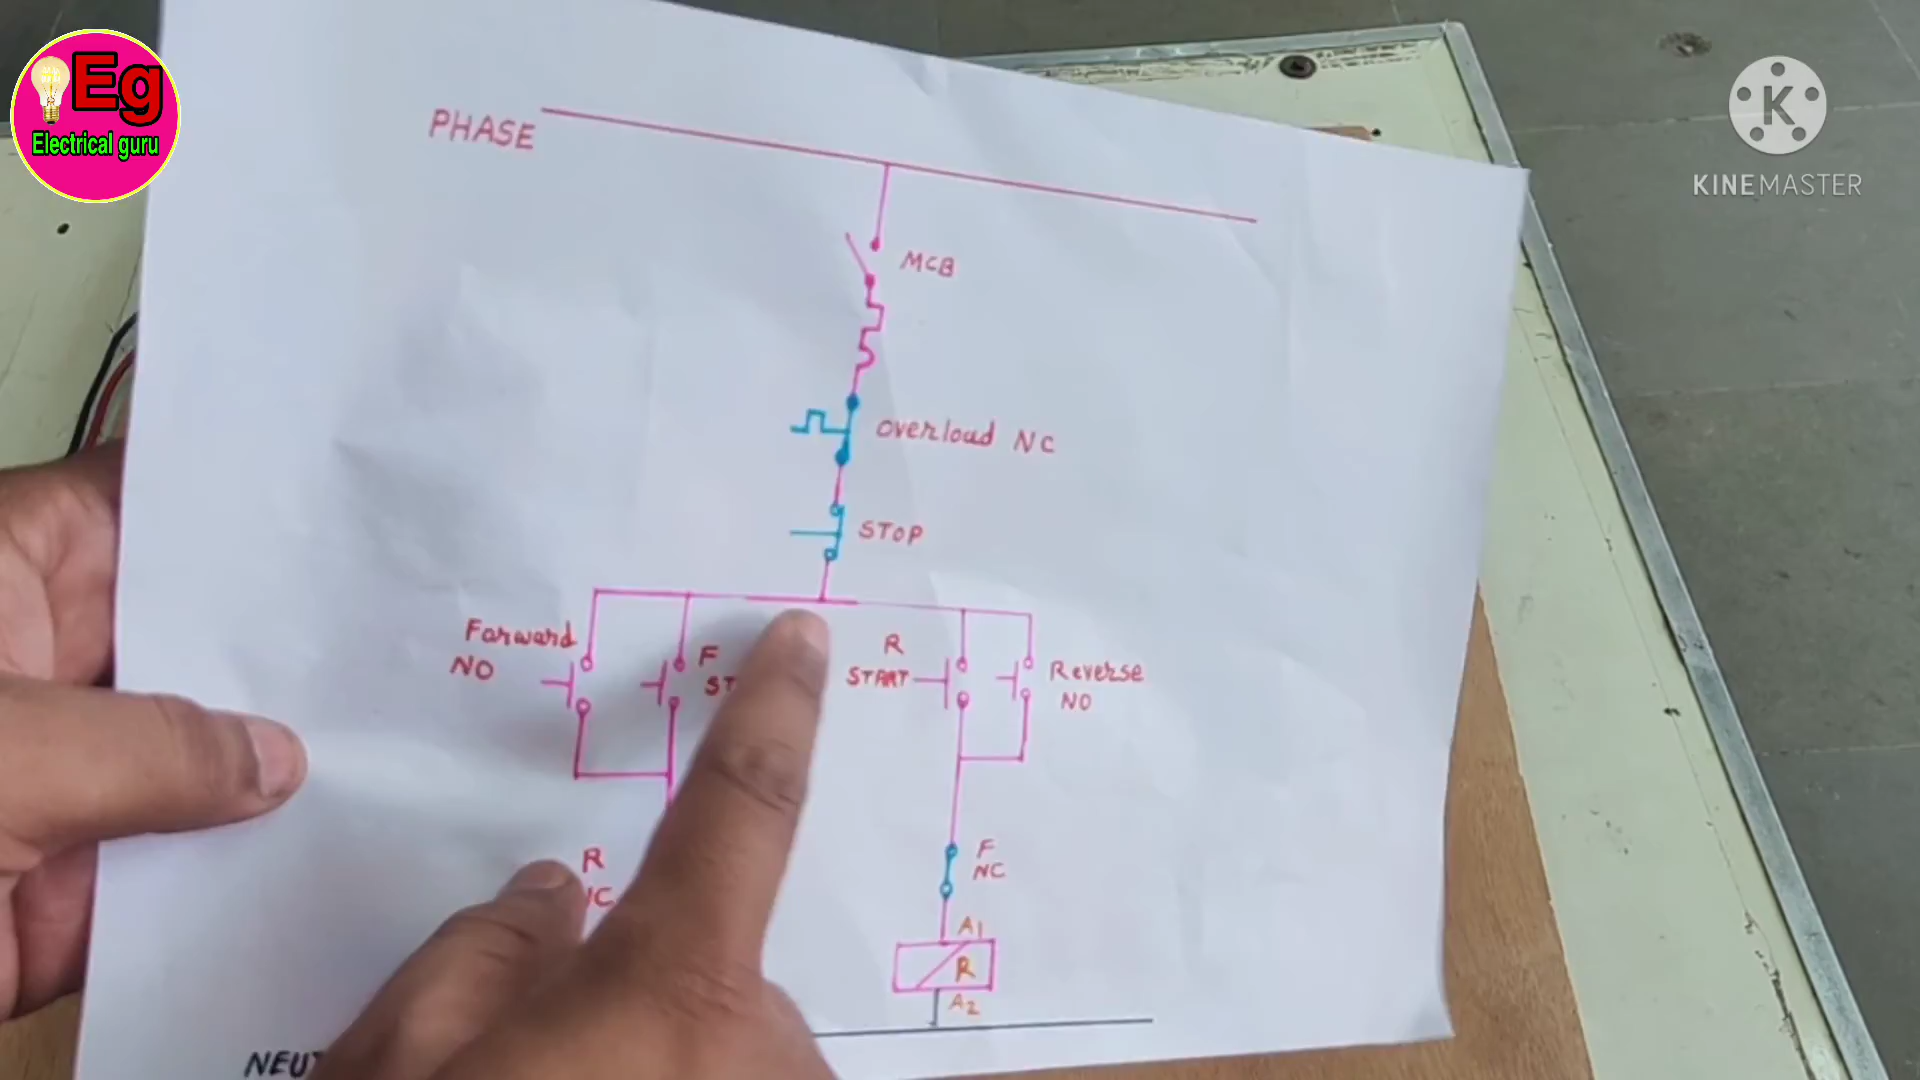 Eg
Electrical guru
K
KINEMASTER
PHASE
MCB
Overload NC
STOP
Forward
NO
F
R
START
Reverse
NO
R
F
NC
A1
R
A2